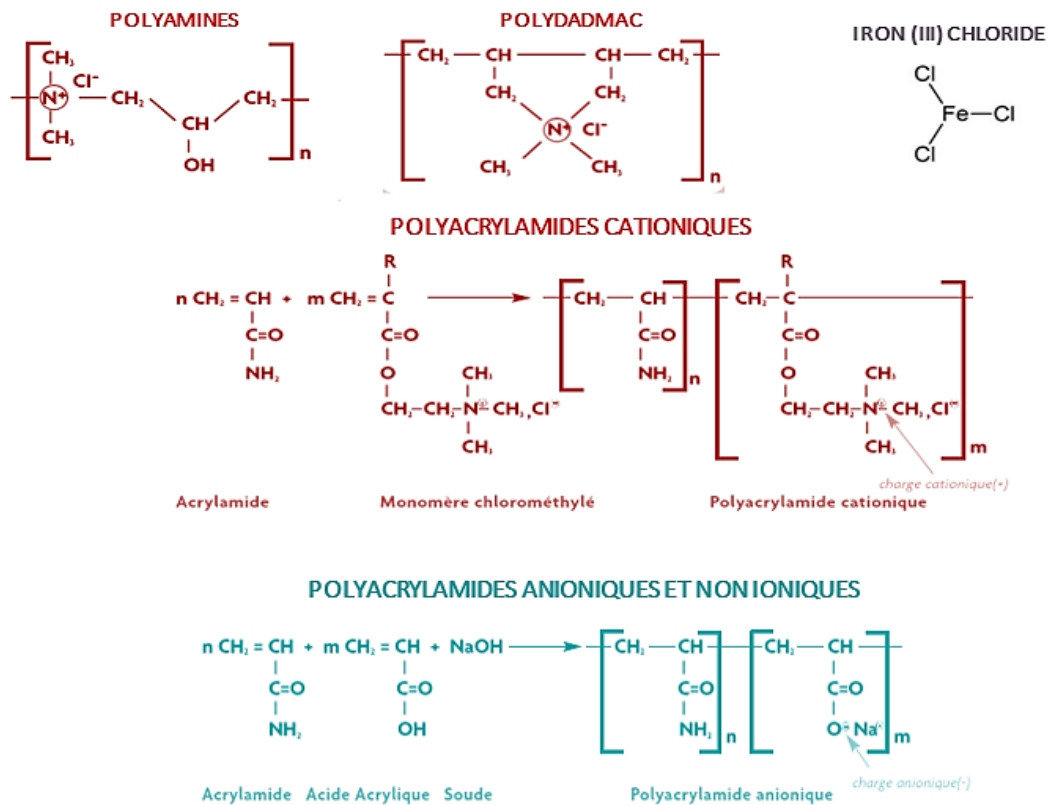 POLYAMINES
CH₃
Cl⁻
N⁺ CH₂ CH CH₂
CH₃ OH n
POLYDADMAC
CH₂ CH CH CH₂
CH₂ CH₂
N⁺ Cl⁻
CH₃ CH₃ n
IRON (III) CHLORIDE
Cl
Fe Cl
Cl
POLYACRYLAMIDES CATIONIQUES
R R
n CH₂ = CH + m CH₂ = C CH₂ CH CH₂ C
C=O C=O C=O C=O
NH₂ O NH₂ n O
CH₃ CH₃
CH₂-CH₂-N⊕ CH₃,Cl⁽⁻⁾ CH₂-CH₂-N⊕ CH₃,Cl⁽⁻⁾
CH₃ CH₃ m
charge cationique(+)
Acrylamide Monomère chlorométhylé Polyacrylamide cationique
POLYACRYLAMIDES ANIONIQUES ET NON IONIQUES
n CH₂ = CH + m CH₂ = CH + NaOH CH₂ CH CH₂ CH
C=O C=O C=O C=O
NH₂ OH NH₂ n O⁽⁻⁾ Na⁽⁺⁾ m
charge anionique(-)
Acrylamide Acide Acrylique Soude Polyacrylamide anionique